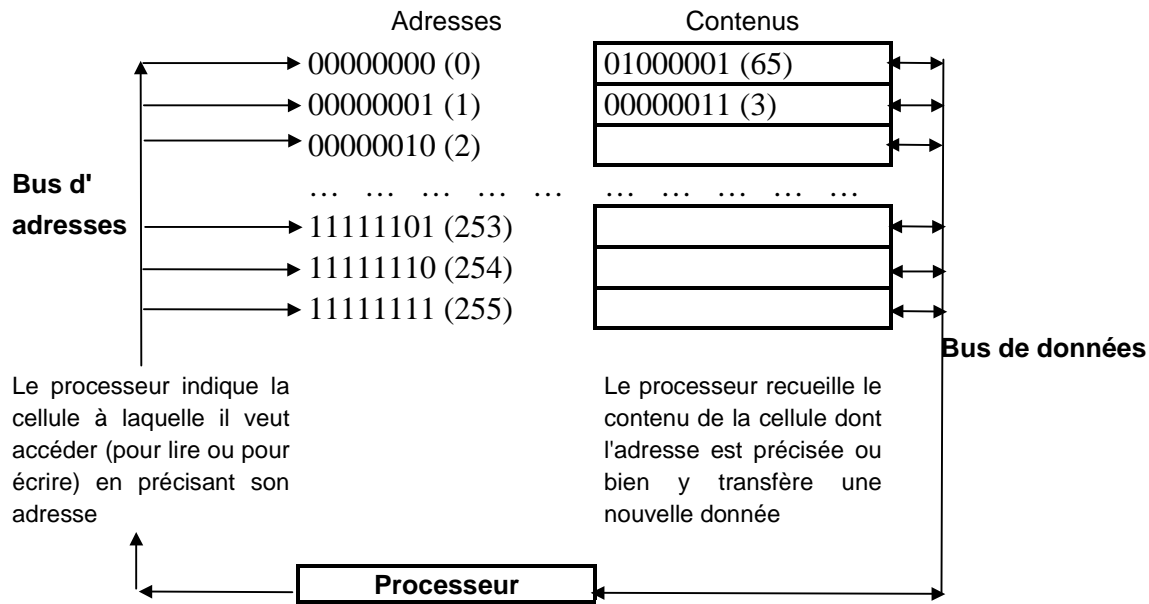 Adresses Contenus
00000000 (0) 01000001 (65)
00000001 (1) 00000011 (3)
00000010 (2)
Bus d'
adresses
… … … … … … … … … …
11111101 (253)
11111110 (254)
11111111 (255)
Bus de données
Le processeur indique la
cellule à laquelle il veut
accéder (pour lire ou pour
écrire) en précisant son
adresse
Le processeur recueille le
contenu de la cellule dont
l'adresse est précisée ou
bien y transfère une
nouvelle donnée
Processeur